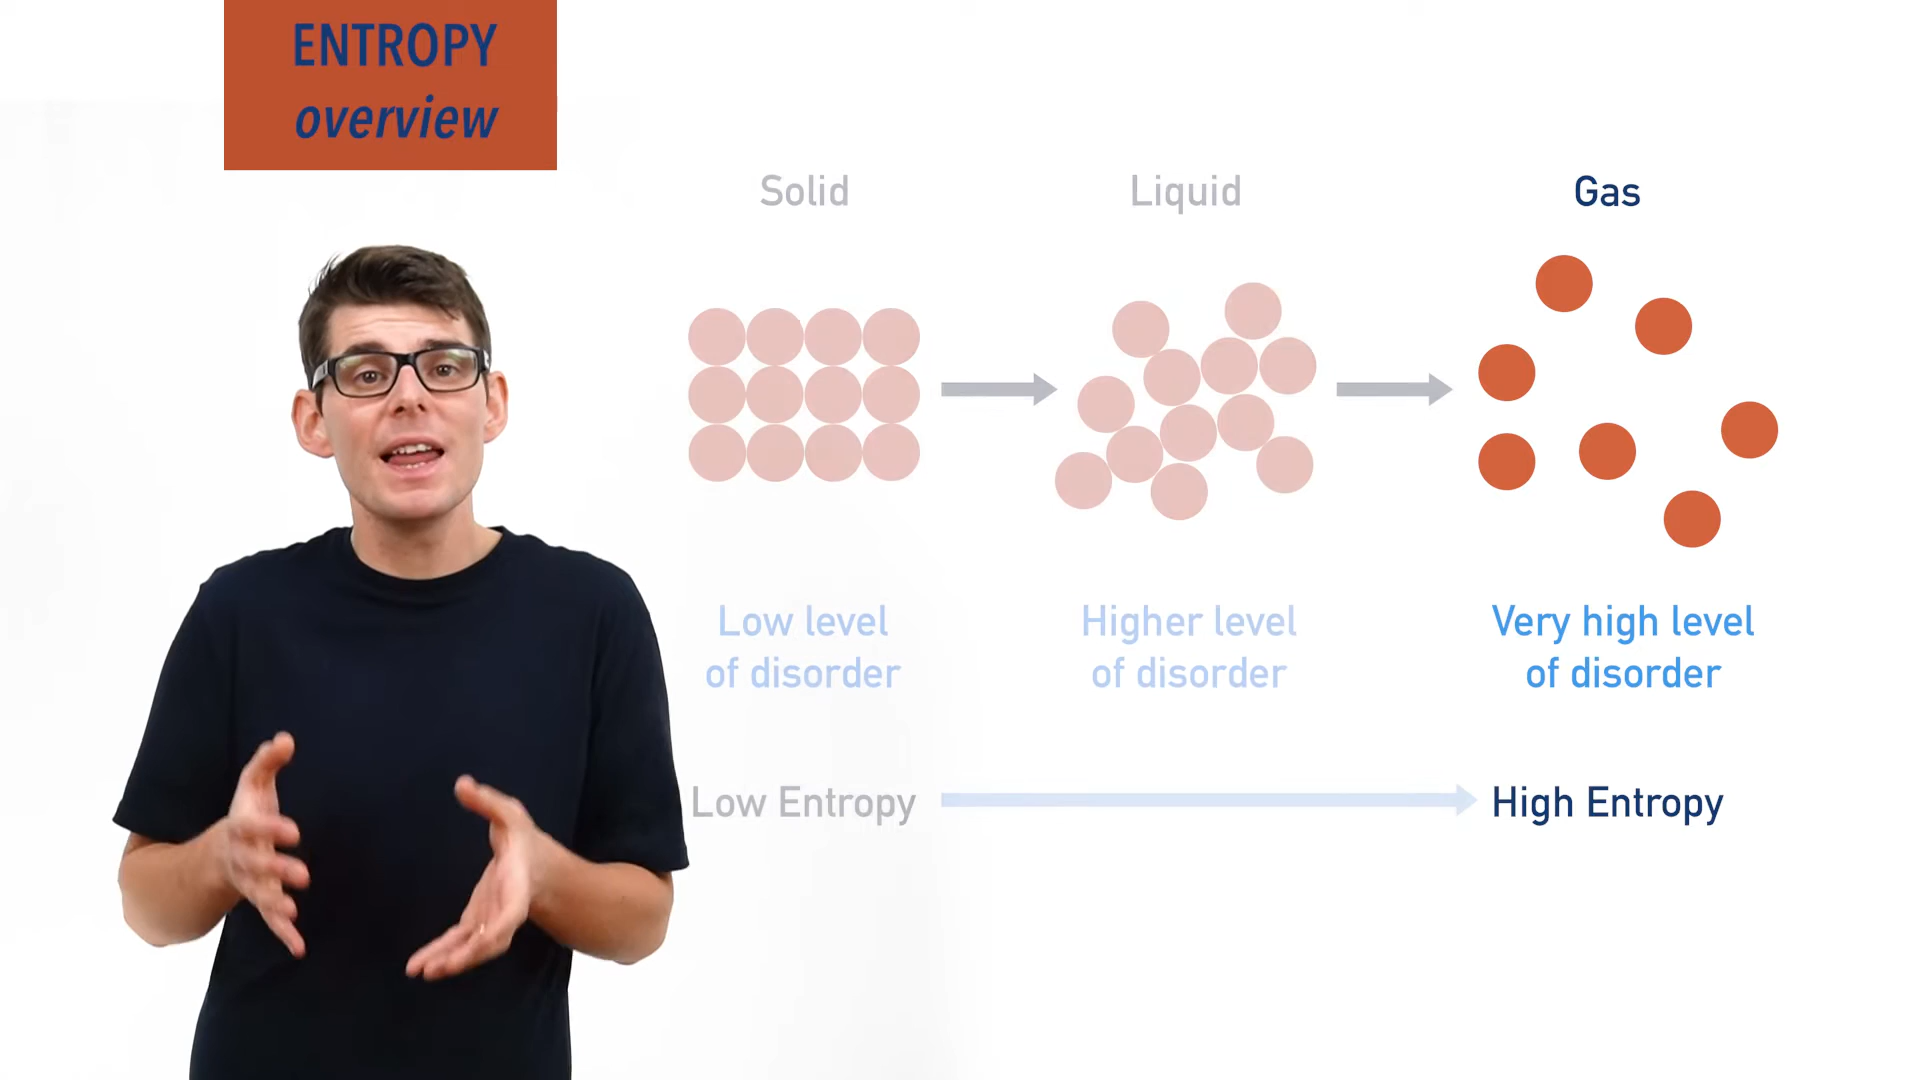 ENTROPY
overview
Solid
Liquid
Gas
Low level
of disorder
Higher level
of disorder
Very high level
of disorder
Low Entropy
High Entropy